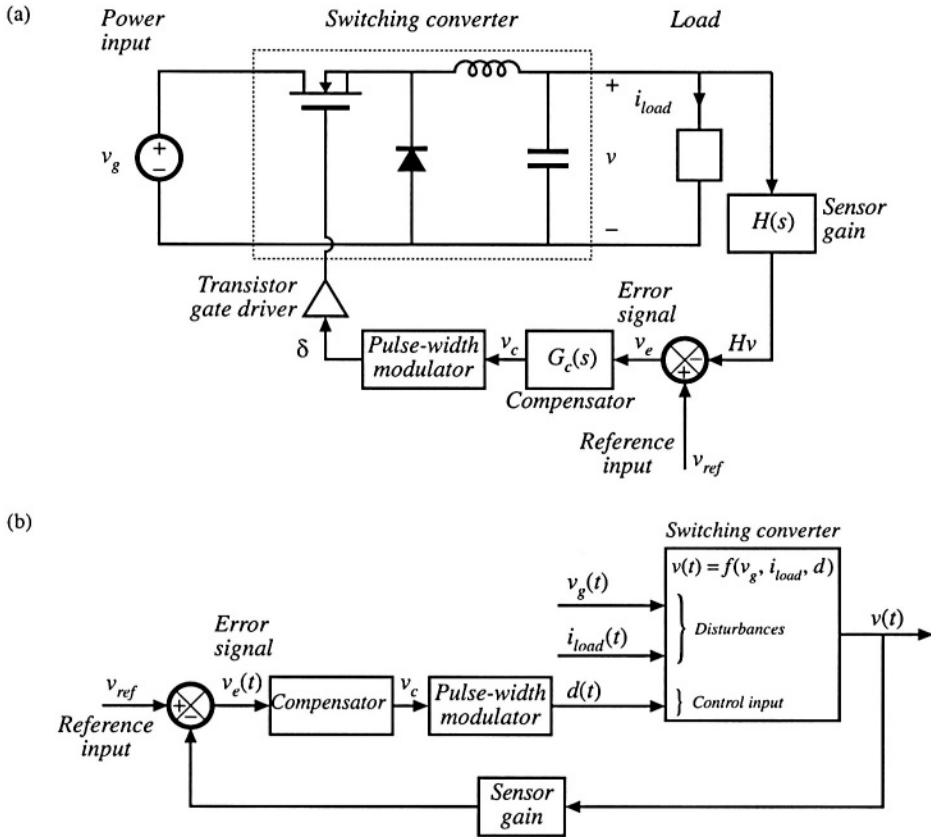 (a)
Power
input
Switching converter
Load
+
i_load
v_g
+
−
v
−
H(s)
Sensor
gain
Transistor
gate driver
δ
Pulse-width
modulator
v_c
G_c(s)
Compensator
Error
signal
v_e
−
+
Hv
Reference
input
v_ref
(b)
Switching converter
v(t) = f(v_g, i_load, d)
v_g(t)
i_load(t)
} Disturbances
v(t)
Error
signal
v_ref
Reference
input
+
−
v_e(t)
Compensator
v_c
Pulse-width
modulator
d(t)
} Control input
Sensor
gain